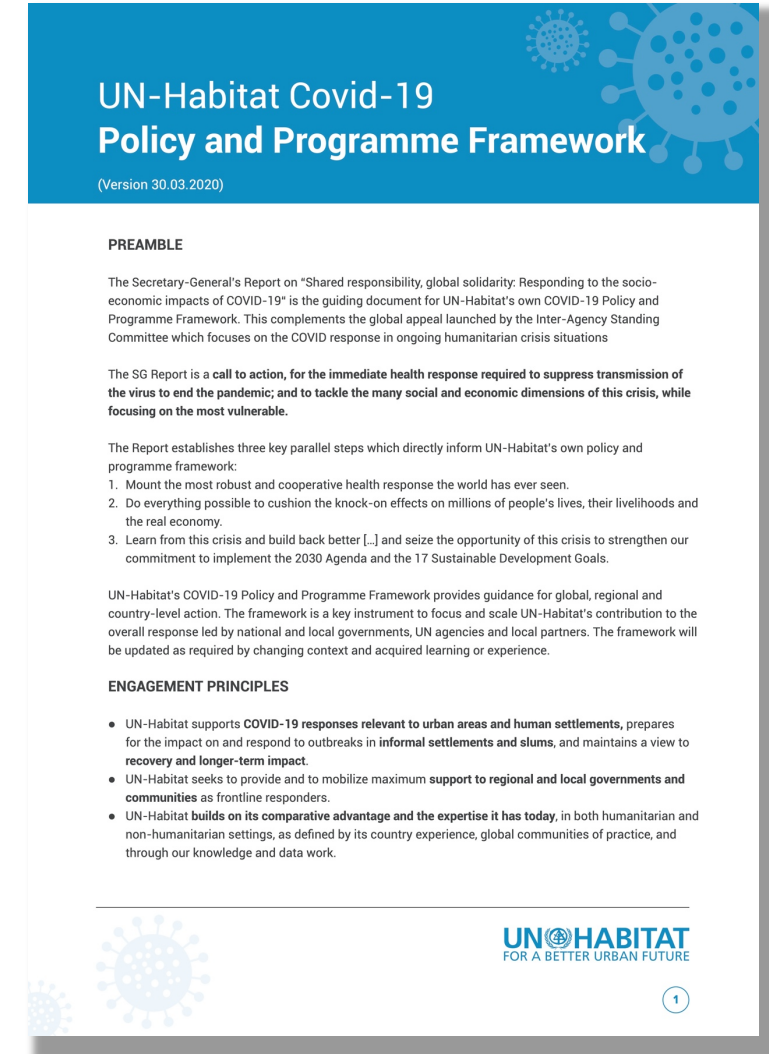 UN-Habitat Covid-19
Policy and Programme Framework
(Version 30.03.2020)
PREAMBLE
The Secretary-General's Report on "Shared responsibility, global solidarity: Responding to the socio-
economic impacts of COVID-19" is the guiding document for UN-Habitat's own COVID-19 Policy and
Programme Framework. This complements the global appeal launched by the Inter-Agency Standing
Committee which focuses on the COVID response in ongoing humanitarian crisis situations
The SG Report is a call to action, for the immediate health response required to suppress transmission of
the virus to end the pandemic; and to tackle the many social and economic dimensions of this crisis, while
focusing on the most vulnerable.
The Report establishes three key parallel steps which directly inform UN-Habitat's own policy and
programme framework:
1. Mount the most robust and cooperative health response the world has ever seen.
2. Do everything possible to cushion the knock-on effects on millions of people's lives, their livelihoods and
the real economy.
3. Learn from this crisis and build back better […] and seize the opportunity of this crisis to strengthen our
commitment to implement the 2030 Agenda and the 17 Sustainable Development Goals.
UN-Habitat's COVID-19 Policy and Programme Framework provides guidance for global, regional and
country-level action. The framework is a key instrument to focus and scale UN-Habitat's contribution to the
overall response led by national and local governments, UN agencies and local partners. The framework will
be updated as required by changing context and acquired learning or experience.
ENGAGEMENT PRINCIPLES
● UN-Habitat supports COVID-19 responses relevant to urban areas and human settlements, prepares
for the impact on and respond to outbreaks in informal settlements and slums, and maintains a view to
recovery and longer-term impact.
● UN-Habitat seeks to provide and to mobilize maximum support to regional and local governments and
communities as frontline responders.
● UN-Habitat builds on its comparative advantage and the expertise it has today, in both humanitarian and
non-humanitarian settings, as defined by its country experience, global communities of practice, and
through our knowledge and data work.
UN HABITAT
FOR A BETTER URBAN FUTURE
1